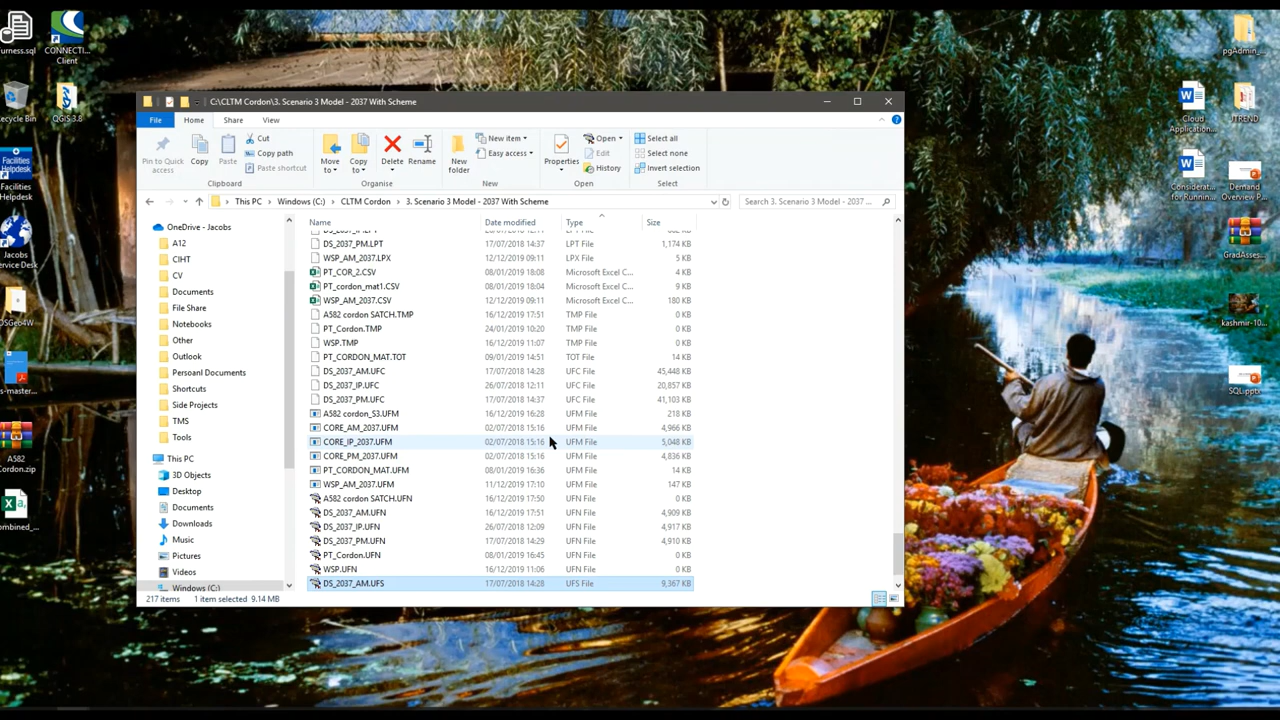 urness.sql
CONNECTI...
Client
ecycle Bin
QGIS 3.8
Facilities
Helpdesk
Jacobs
ervice Desk
OSGeo4W
s-master...
A582
Cordon.zip
ombined_...
C:\CLTM Cordon\3. Scenario 3 Model - 2037 With Scheme
File
Home
Share
View
Pin to Quick
access
Copy
Paste
Cut
Copy path
Paste shortcut
Move
to
Copy
to
Delete
Rename
New
folder
New item
Easy access
Properties
Open
Edit
History
Select all
Select none
Invert selection
Clipboard
Organise
New
Open
Select
This PC
Windows (C:)
CLTM Cordon
3. Scenario 3 Model - 2037 With Scheme
Search 3. Scenario 3 Model - 2037 ...
OneDrive - Jacobs
A12
CIHT
CV
Documents
File Share
Notebooks
Other
Outlook
Persoanl Documents
Shortcuts
Side Projects
TMS
Tools
This PC
3D Objects
Desktop
Documents
Downloads
Music
Pictures
Videos
Windows (C:)
Name Date modified Type Size
DS_2037_PM.LPT 17/07/2018 14:37 LPT File 1,174 KB
WSP_AM_2037.LPX 12/12/2019 09:11 LPX File 5 KB
PT_COR_2.CSV 08/01/2019 18:08 Microsoft Excel C... 4 KB
PT_cordon_mat1.CSV 08/01/2019 18:04 Microsoft Excel C... 9 KB
WSP_AM_2037.CSV 12/12/2019 09:11 Microsoft Excel C... 180 KB
A582 cordon SATCH.TMP 16/12/2019 17:51 TMP File 0 KB
PT_Cordon.TMP 24/01/2019 10:20 TMP File 0 KB
WSP.TMP 16/12/2019 11:07 TMP File 0 KB
PT_CORDON_MAT.TOT 09/01/2019 14:51 TOT File 14 KB
DS_2037_AM.UFC 17/07/2018 14:28 UFC File 45,448 KB
DS_2037_IP.UFC 26/07/2018 12:11 UFC File 20,857 KB
DS_2037_PM.UFC 17/07/2018 14:37 UFC File 41,103 KB
A582 cordon_S3.UFM 16/12/2019 16:28 UFM File 218 KB
CORE_AM_2037.UFM 02/07/2018 15:16 UFM File 4,966 KB
CORE_IP_2037.UFM 02/07/2018 15:16 UFM File 5,048 KB
CORE_PM_2037.UFM 02/07/2018 15:16 UFM File 4,836 KB
PT_CORDON_MAT.UFM 08/01/2019 16:36 UFM File 14 KB
WSP_AM_2037.UFM 11/12/2019 17:10 UFM File 147 KB
A582 cordon SATCH.UFN 16/12/2019 17:50 UFN File 0 KB
DS_2037_AM.UFN 16/12/2019 17:51 UFN File 4,909 KB
DS_2037_IP.UFN 26/07/2018 12:09 UFN File 4,917 KB
DS_2037_PM.UFN 17/07/2018 14:29 UFN File 4,910 KB
PT_Cordon.UFN 08/01/2019 16:45 UFN File 0 KB
WSP.UFN 16/12/2019 11:06 UFN File 0 KB
DS_2037_AM.UFS 17/07/2018 14:28 UFS File 9,367 KB
217 items 1 item selected 9.14 MB
pgAdmin_...
Cloud
Application...
JTREND
Considerat...
for Runnin...
Demand
Overview P...
GradAsses...
kashmir-10...
SQL.pptx